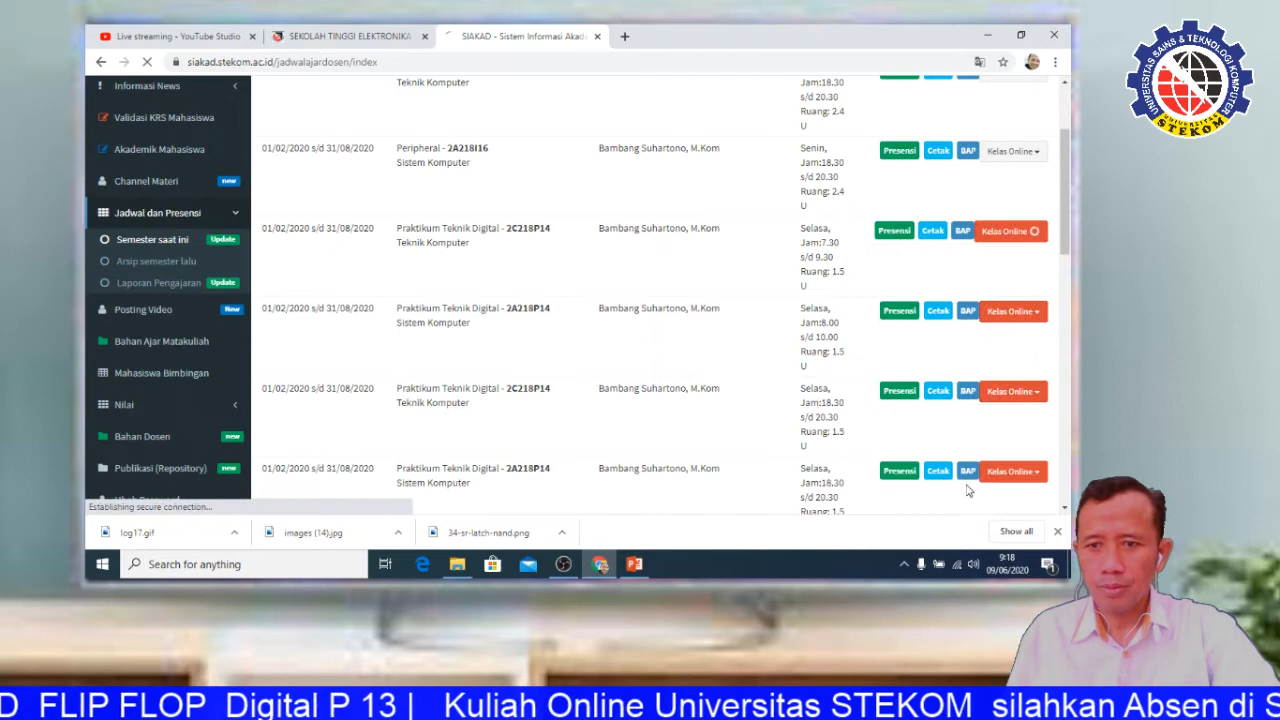 Live streaming - YouTube Studio
SEKOLAH TINGGI ELEKTRONIKA
SIAKAD - Sistem Informasi Akad
siakad.stekom.ac.id/jadwalajardosen/index
Informasi News
Validasi KRS Mahasiswa
Akademik Mahasiswa
Channel Materi new
Jadwal dan Presensi
Semester saat ini Update
Arsip semester lalu
Laporan Pengajaran Update
Posting Video New
Bahan Ajar Matakuliah
Mahasiswa Bimbingan
Nilai
Bahan Dosen new
Publikasi (Repository) new
Establishing secure connection...
Teknik Komputer
Jam:18.30
s/d 20.30
Ruang: 2.4
U
01/02/2020 s/d 31/08/2020 Peripheral - 2A218I16 Bambang Suhartono, M.Kom Senin, Presensi Cetak BAP Kelas Online
Sistem Komputer Jam:18.30
s/d 20.30
Ruang: 2.4
U
01/02/2020 s/d 31/08/2020 Praktikum Teknik Digital - 2C218P14 Bambang Suhartono, M.Kom Selasa, Presensi Cetak BAP Kelas Online
Teknik Komputer Jam:7.30
s/d 9.30
Ruang: 1.5
U
01/02/2020 s/d 31/08/2020 Praktikum Teknik Digital - 2A218P14 Bambang Suhartono, M.Kom Selasa, Presensi Cetak BAP Kelas Online
Sistem Komputer Jam:8.00
s/d 10.00
Ruang: 1.5
U
01/02/2020 s/d 31/08/2020 Praktikum Teknik Digital - 2C218P14 Bambang Suhartono, M.Kom Selasa, Presensi Cetak BAP Kelas Online
Teknik Komputer Jam:18.30
s/d 20.30
Ruang: 1.5
U
01/02/2020 s/d 31/08/2020 Praktikum Teknik Digital - 2A218P14 Bambang Suhartono, M.Kom Selasa, Presensi Cetak BAP Kelas Online
Sistem Komputer Jam:18.30
s/d 20.30
Ruang: 1.5
log17.gif
images (14).jpg
34-sr-latch-nand.png
Show all
Search for anything
9:18
09/06/2020
UNIVERSITAS SAINS & TEKNOLOGI KOMPUTER
STEKOM
D FLIP FLOP Digital P 13 | Kuliah Online Universitas STEKOM silahkan Absen di S